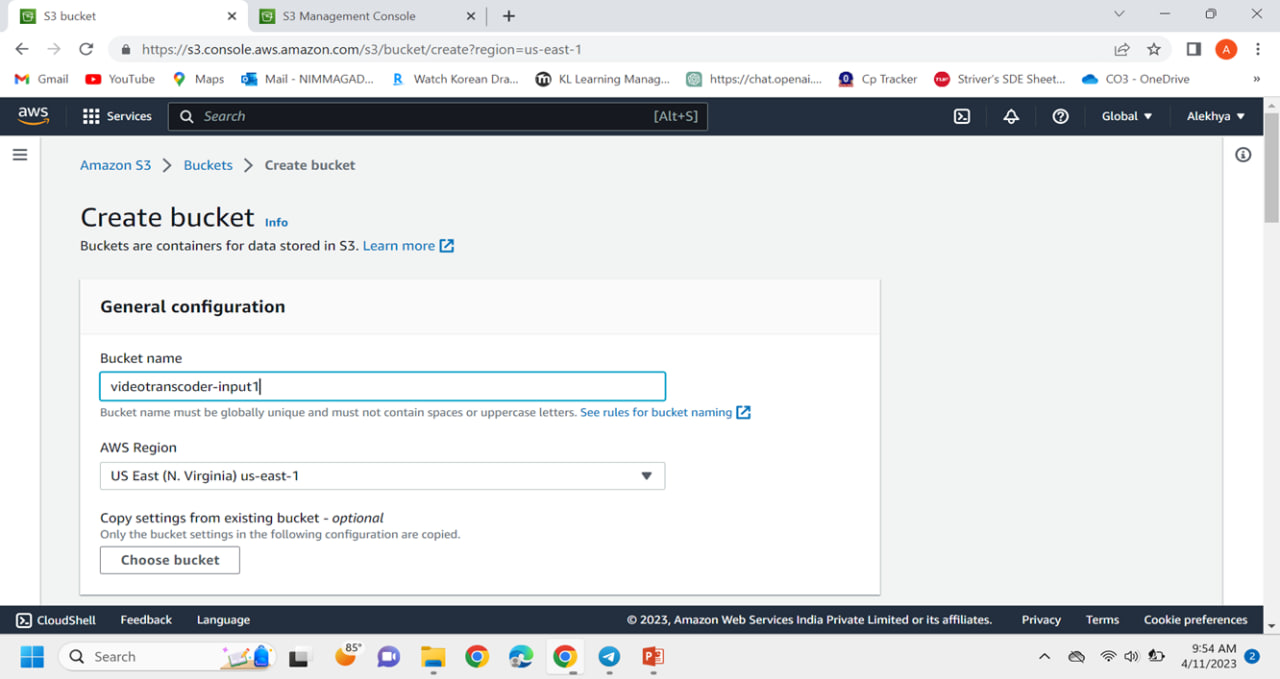 S3 bucket
S3 Management Console
https://s3.console.aws.amazon.com/s3/bucket/create?region=us-east-1
A
Gmail YouTube Maps Mail - NIMMAGAD... Watch Korean Dra... KL Learning Manag... https://chat.openai.... Cp Tracker Striver's SDE Sheet... CO3 - OneDrive »
aws Services Search [Alt+S] Global Alekhya
Amazon S3 > Buckets > Create bucket
Create bucket Info
Buckets are containers for data stored in S3. Learn more
General configuration
Bucket name
videotranscoder-input1
Bucket name must be globally unique and must not contain spaces or uppercase letters. See rules for bucket naming
AWS Region
US East (N. Virginia) us-east-1
Copy settings from existing bucket - optional
Only the bucket settings in the following configuration are copied.
Choose bucket
CloudShell Feedback Language © 2023, Amazon Web Services India Private Limited or its affiliates. Privacy Terms Cookie preferences
Search 85° 9:54 AM
4/11/2023 2